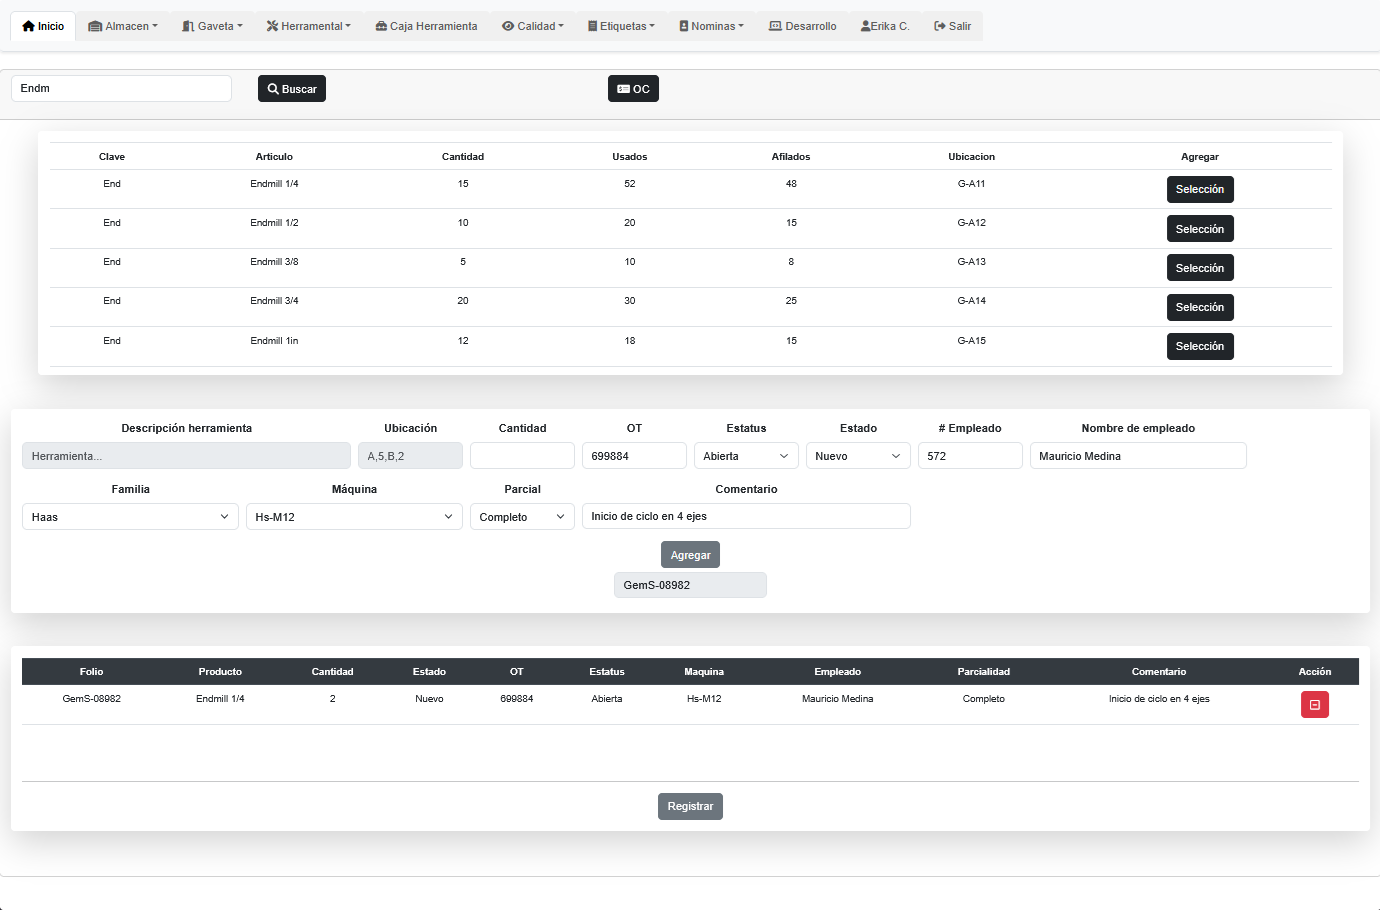 Inicio Almacen Gaveta Herramental Caja Herramienta Calidad Etiquetas Nominas Desarrollo Erika C. Salir
Endm Buscar OC
Clave Articulo Cantidad Usados Afilados Ubicacion Agregar
End Endmill 1/4 15 52 48 G-A11 Selección
End Endmill 1/2 10 20 15 G-A12 Selección
End Endmill 3/8 5 10 8 G-A13 Selección
End Endmill 3/4 20 30 25 G-A14 Selección
End Endmill 1in 12 18 15 G-A15 Selección
Descripción herramienta Ubicación Cantidad OT Estatus Estado # Empleado Nombre de empleado
Herramienta... A,5,B,2 699884 Abierta Nuevo 572 Mauricio Medina
Familia Máquina Parcial Comentario
Haas Hs-M12 Completo Inicio de ciclo en 4 ejes
Agregar
GemS-08982
Folio Producto Cantidad Estado OT Estatus Maquina Empleado Parcialidad Comentario Acción
GemS-08982 Endmill 1/4 2 Nuevo 699884 Abierta Hs-M12 Mauricio Medina Completo Inicio de ciclo en 4 ejes
Registrar